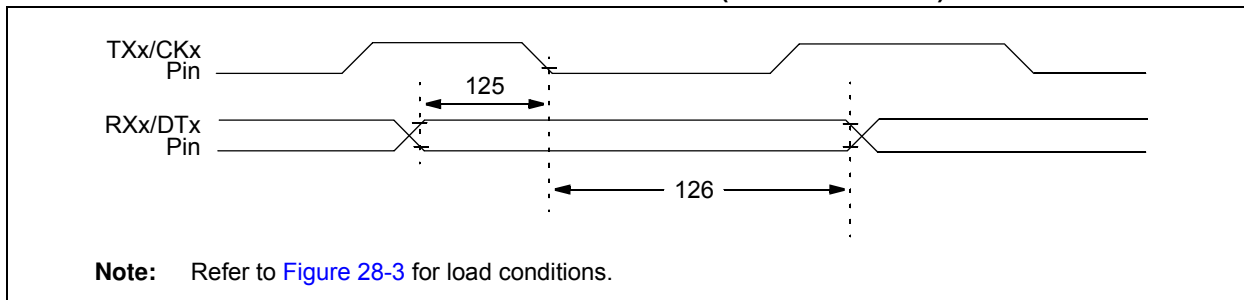 TXx/CKx
Pin
125
RXx/DTx
Pin
126
Note: Refer to Figure 28-3 for load conditions.